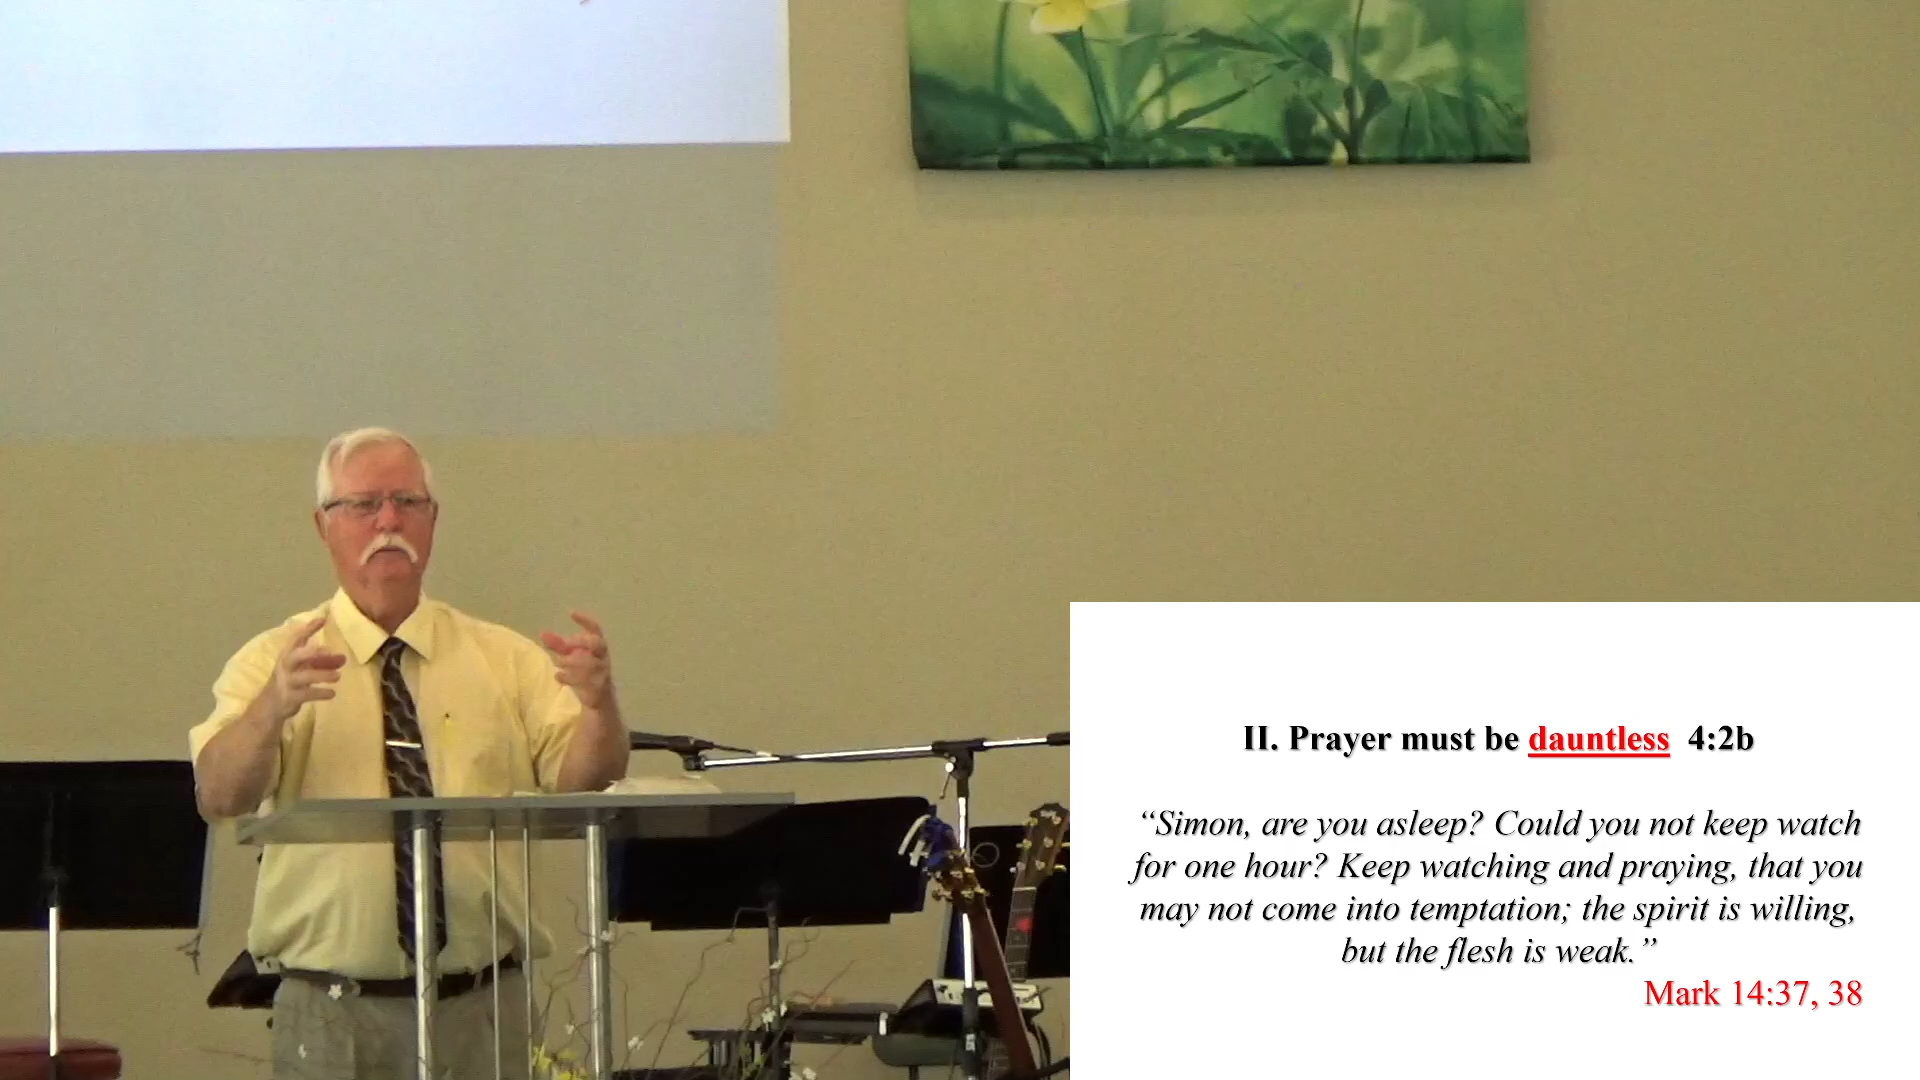 II. Prayer must be dauntless 4:2b
“Simon, are you asleep? Could you not keep watch
for one hour? Keep watching and praying, that you
may not come into temptation; the spirit is willing,
but the flesh is weak.”
Mark 14:37, 38